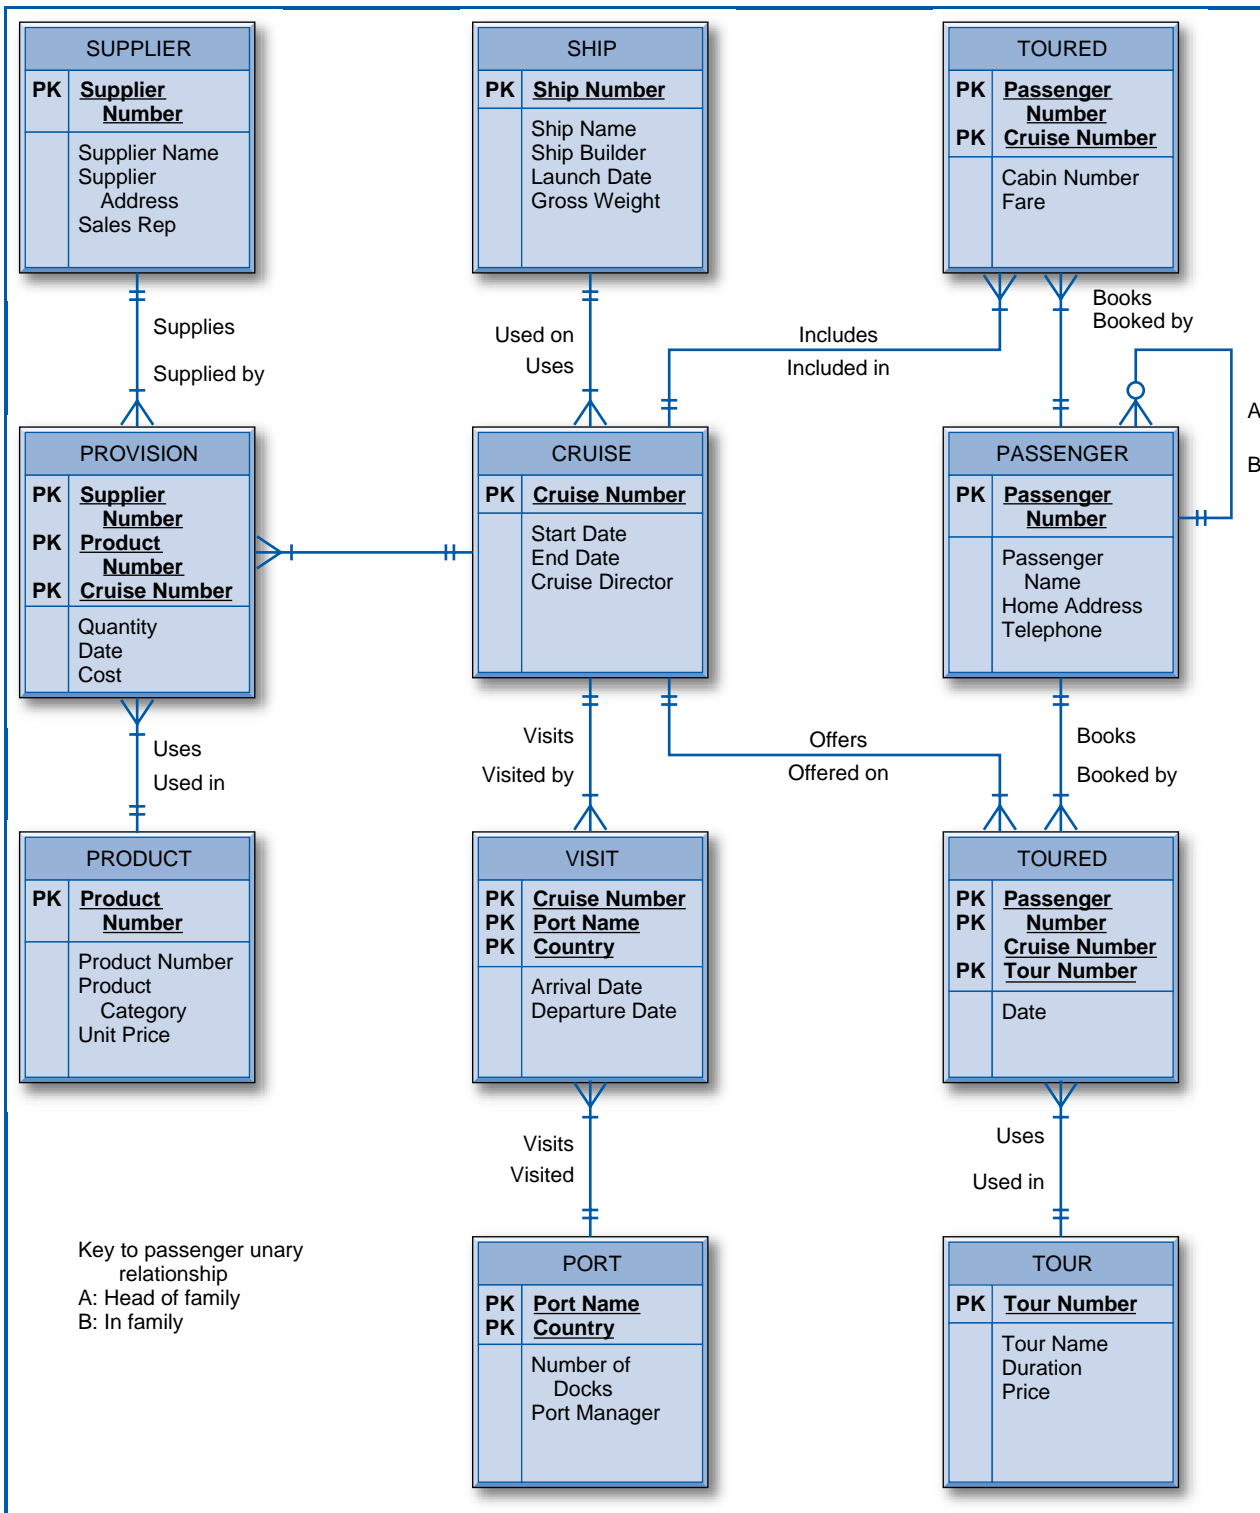 SUPPLIER
PK Supplier
Number
Supplier Name
Supplier
Address
Sales Rep
SHIP
PK Ship Number
Ship Name
Ship Builder
Launch Date
Gross Weight
TOURED
PK Passenger
Number
PK Cruise Number
Cabin Number
Fare
Supplies
Supplied by
Used on
Uses
Includes
Included in
Books
Booked by
A
B
PROVISION
PK Supplier
Number
PK Product
Number
PK Cruise Number
Quantity
Date
Cost
CRUISE
PK Cruise Number
Start Date
End Date
Cruise Director
PASSENGER
PK Passenger
Number
Passenger
Name
Home Address
Telephone
Uses
Used in
Visits
Visited by
Offers
Offered on
Books
Booked by
PRODUCT
PK Product
Number
Product Number
Product
Category
Unit Price
VISIT
PK Cruise Number
PK Port Name
PK Country
Arrival Date
Departure Date
TOURED
PK Passenger
PK Number
Cruise Number
PK Tour Number
Date
Visits
Visited
Uses
Used in
Key to passenger unary
relationship
A: Head of family
B: In family
PORT
PK Port Name
PK Country
Number of
Docks
Port Manager
TOUR
PK Tour Number
Tour Name
Duration
Price